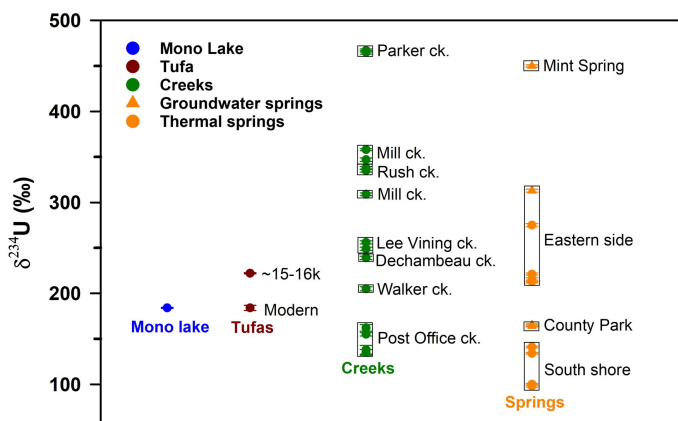 500
400
300
200
100
δ234U (‰)
Mono Lake
Tufa
Creeks
Groundwater springs
Thermal springs
Parker ck.
Mint Spring
Mill ck.
Rush ck.
Mill ck.
Lee Vining ck.
Dechambeau ck.
Eastern side
~15-16k
Walker ck.
Modern
Mono lake
Tufas
Post Office ck.
County Park
South shore
Creeks
Springs